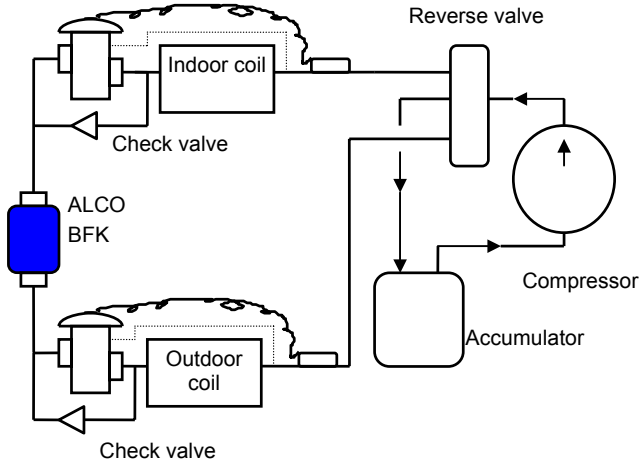 Reverse valve
Indoor coil
Check valve
ALCO
BFK
Compressor
Accumulator
Outdoor
coil
Check valve